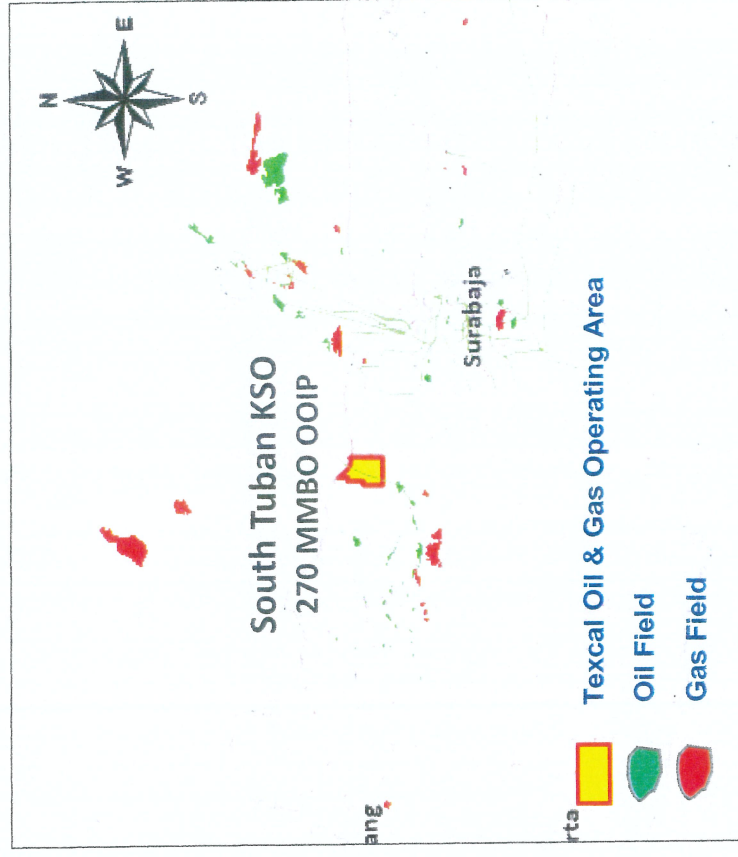 N
W
E
S
South Tuban KSO
270 MMBO OOIP
Surabaja
ang
rta
Texcal Oil & Gas Operating Area
Oil Field
Gas Field